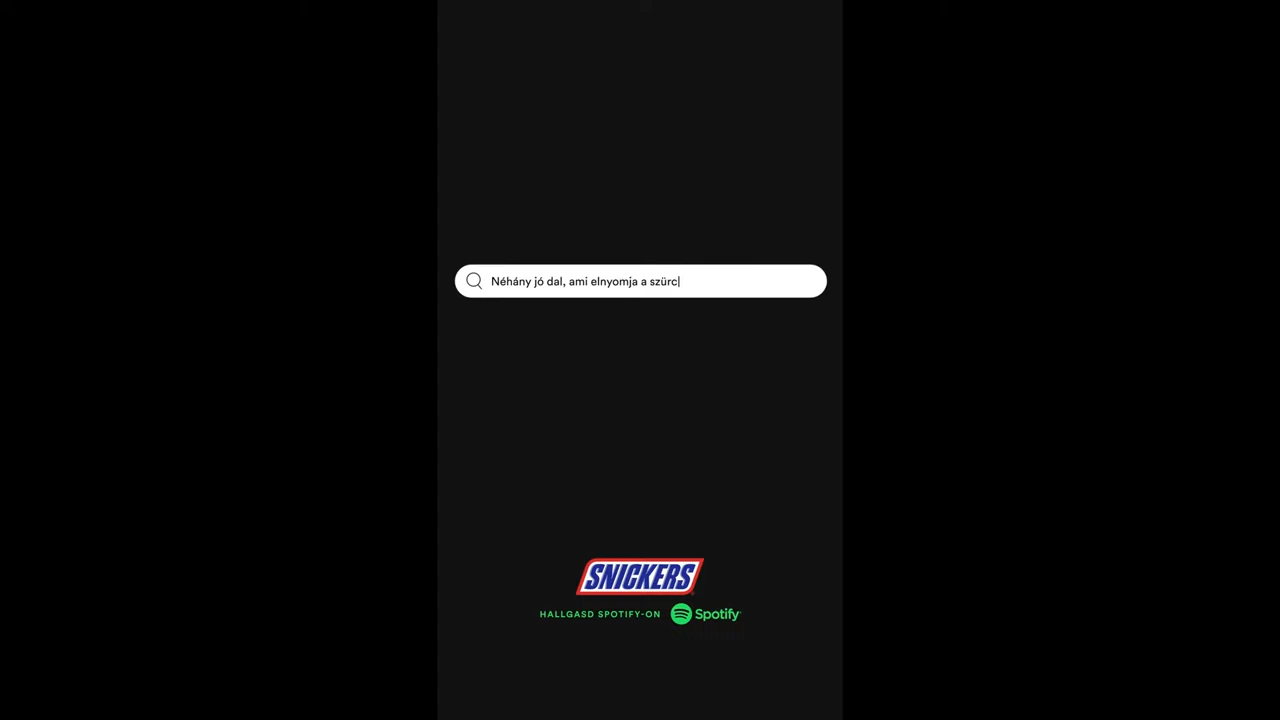 Néhány jó dal, ami elnyomja a szürc
SNICKERS
HALLGASD SPOTIFY-ON Spotify